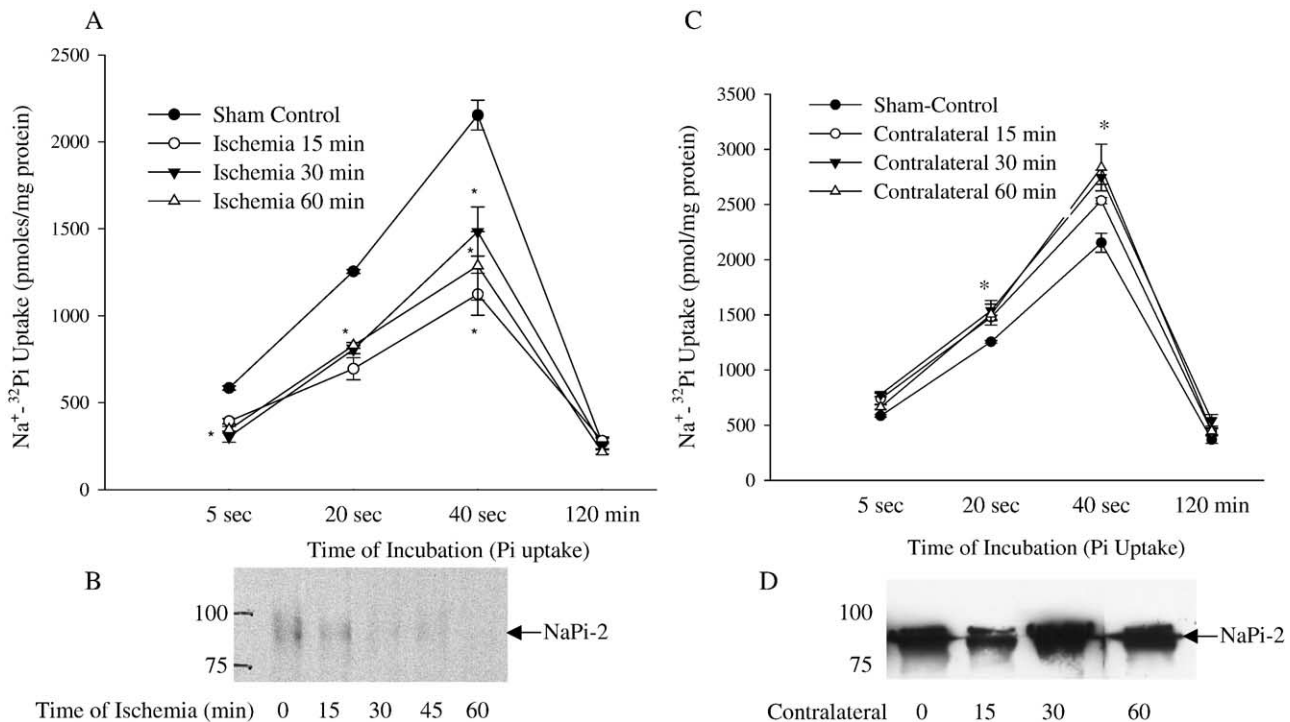 A
Na⁺- ³²Pi Uptake (pmoles/mg protein)
2500
2000
1500
1000
500
0
Sham Control
Ischemia 15 min
Ischemia 30 min
Ischemia 60 min
*
*
*
*
*
5 sec 20 sec 40 sec 120 min
Time of Incubation (Pi uptake)
B
100
75
NaPi-2
Time of Ischemia (min) 0 15 30 45 60
C
Na⁺- ³²Pi Uptake (pmol/mg protein)
3500
3000
2500
2000
1500
1000
500
0
Sham-Control
Contralateral 15 min
Contralateral 30 min
Contralateral 60 min
*
*
5 sec 20 sec 40 sec 120 min
Time of Incubation (Pi Uptake)
D
100
75
NaPi-2
Contralateral 0 15 30 60